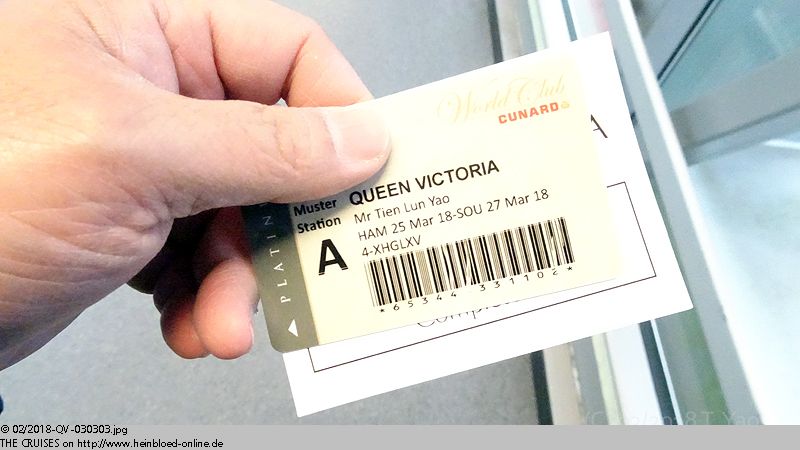 World Club
CUNARD
A
QUEEN VICTORIA
Muster
Station
A
Mr Tien Lun Yao
HAM 25 Mar 18-SOU 27 Mar 18
4-XHGLXV
*65344 331102*
PLATIN
© 02/2018-QV-030303.jpg
THE CRUISES on http://www.heinbloed-online.de